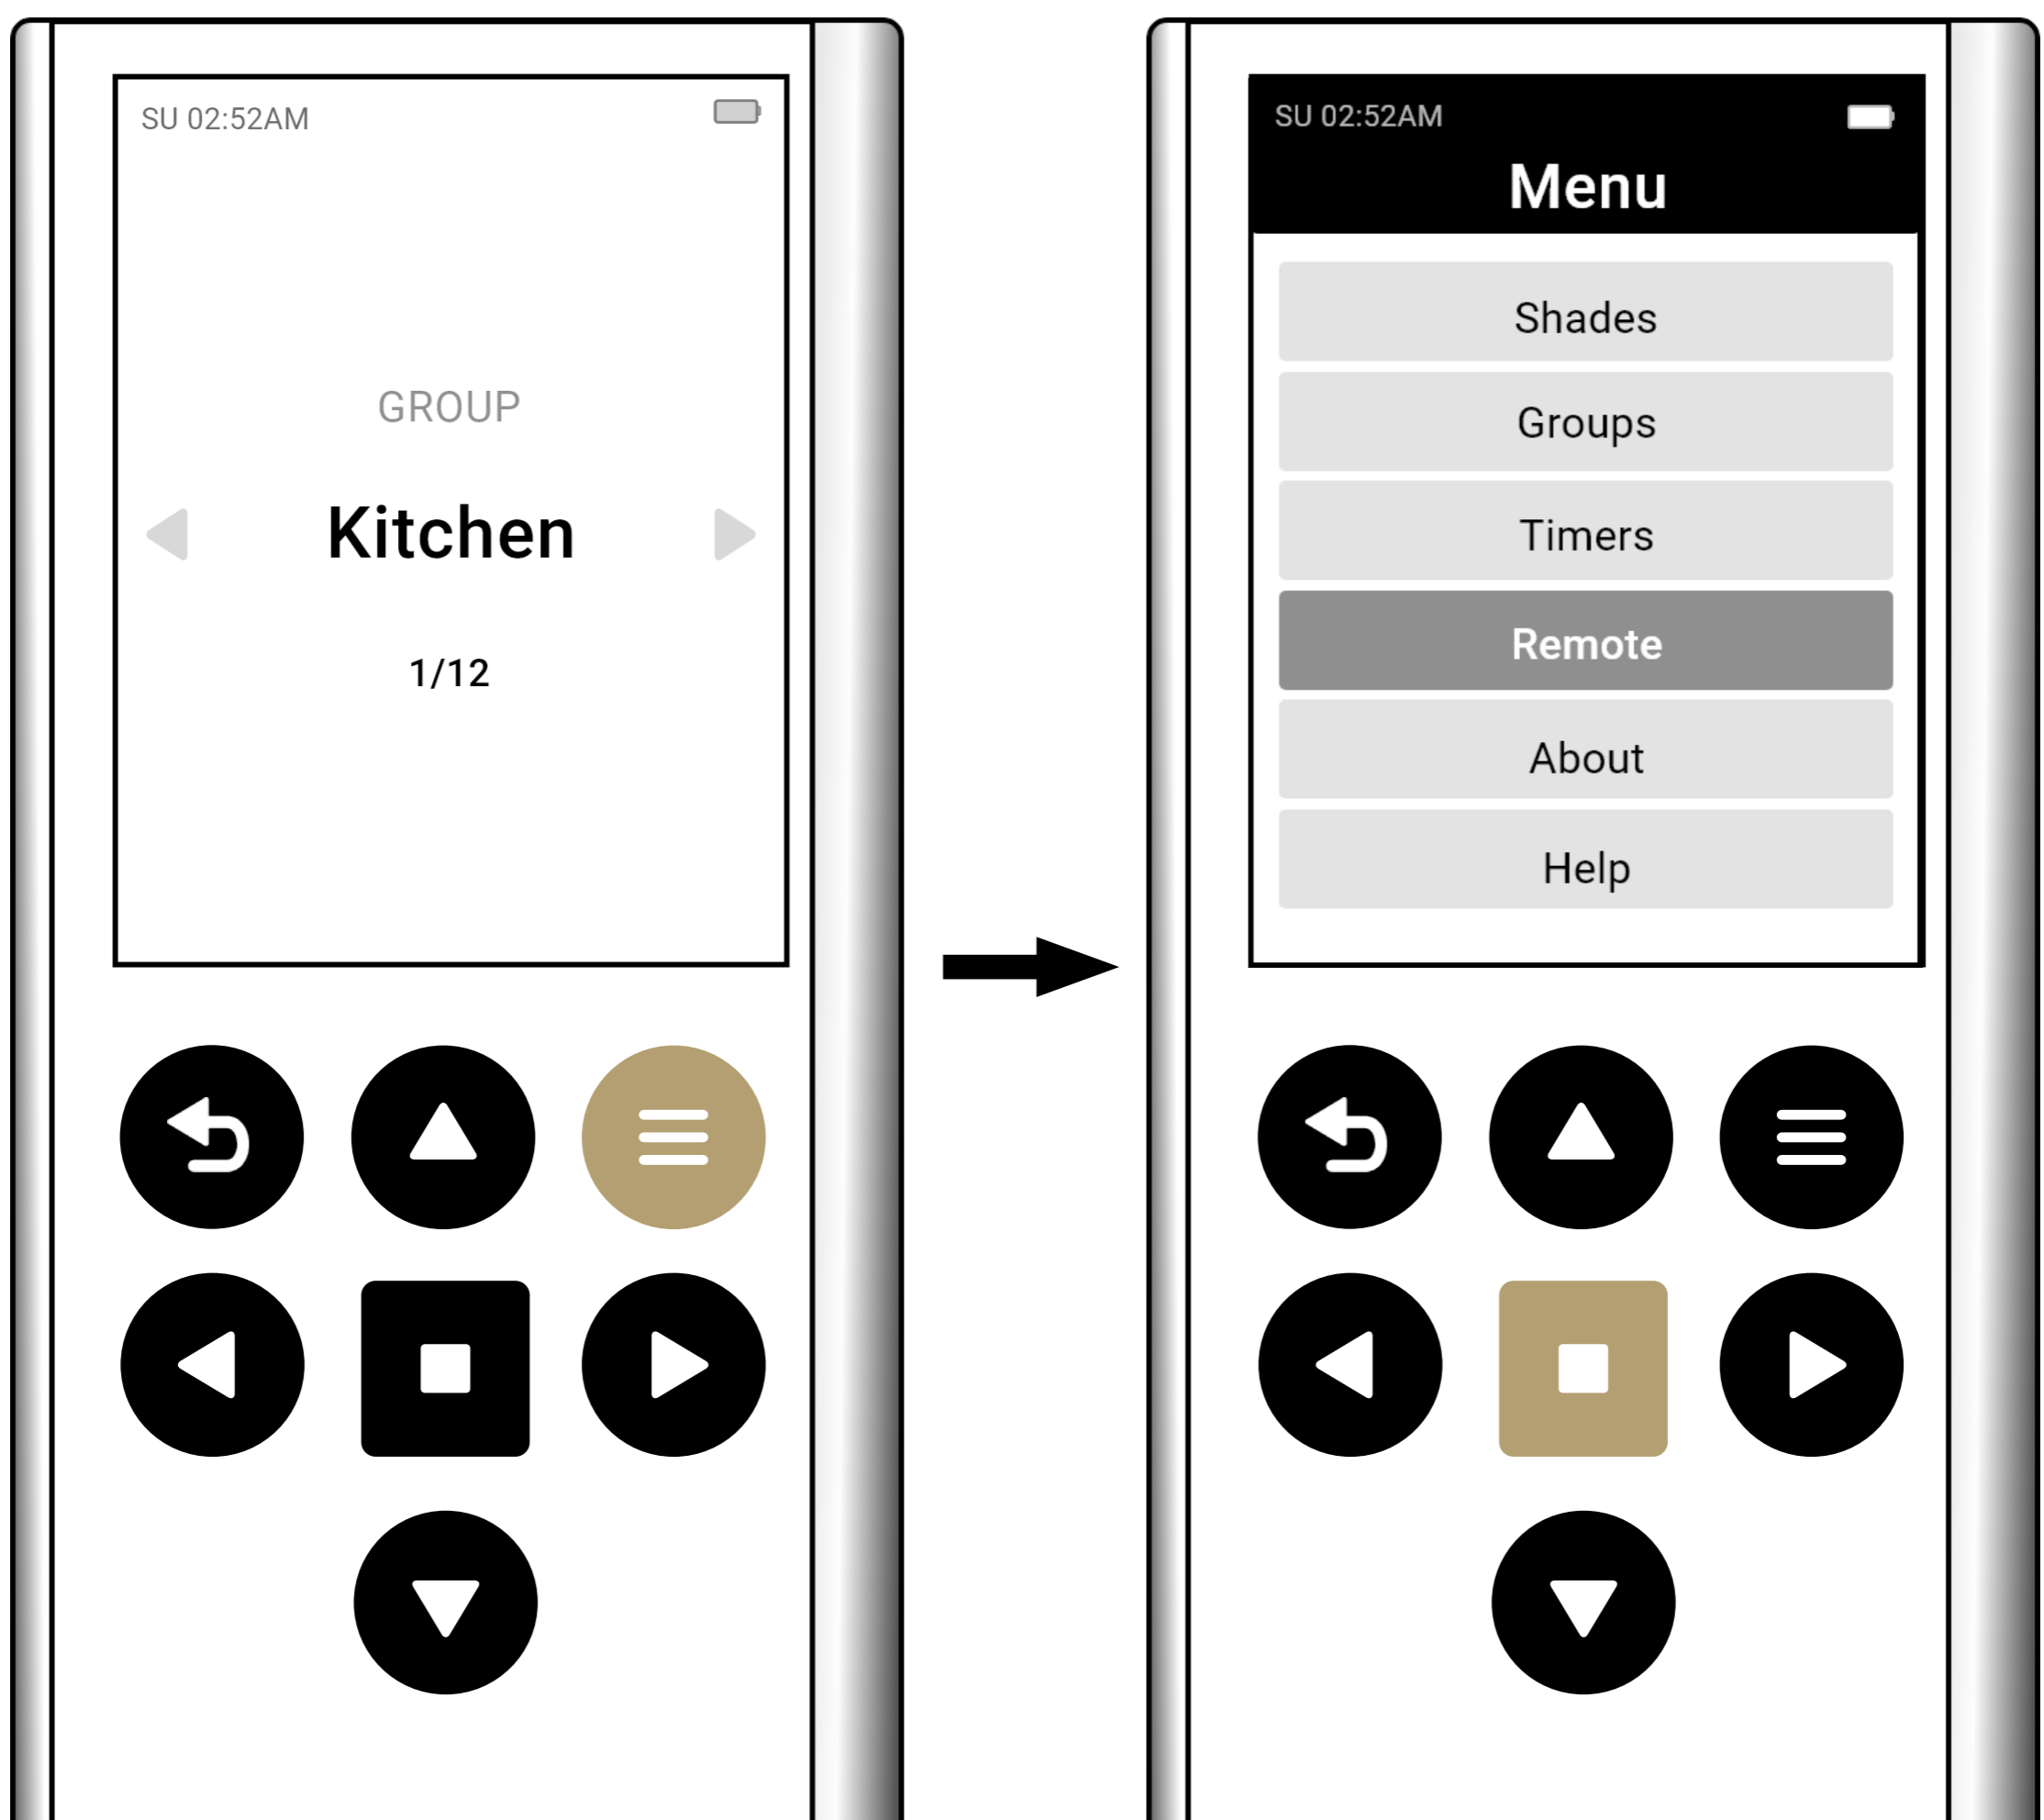 SU 02:52AM
GROUP
Kitchen
1/12
SU 02:52AM
Menu
Shades
Groups
Timers
Remote
About
Help